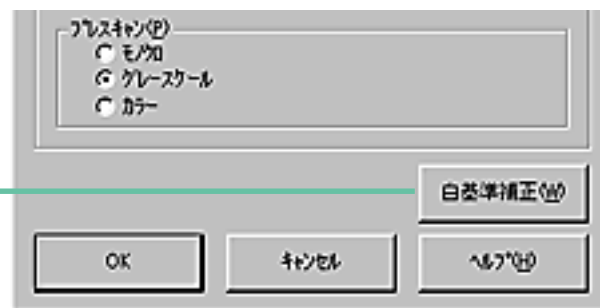 プレスキャン(P)
モノクロ
グレースケール
カラー
白基準補正(W)
OK
キャンセル
ヘルプ(H)